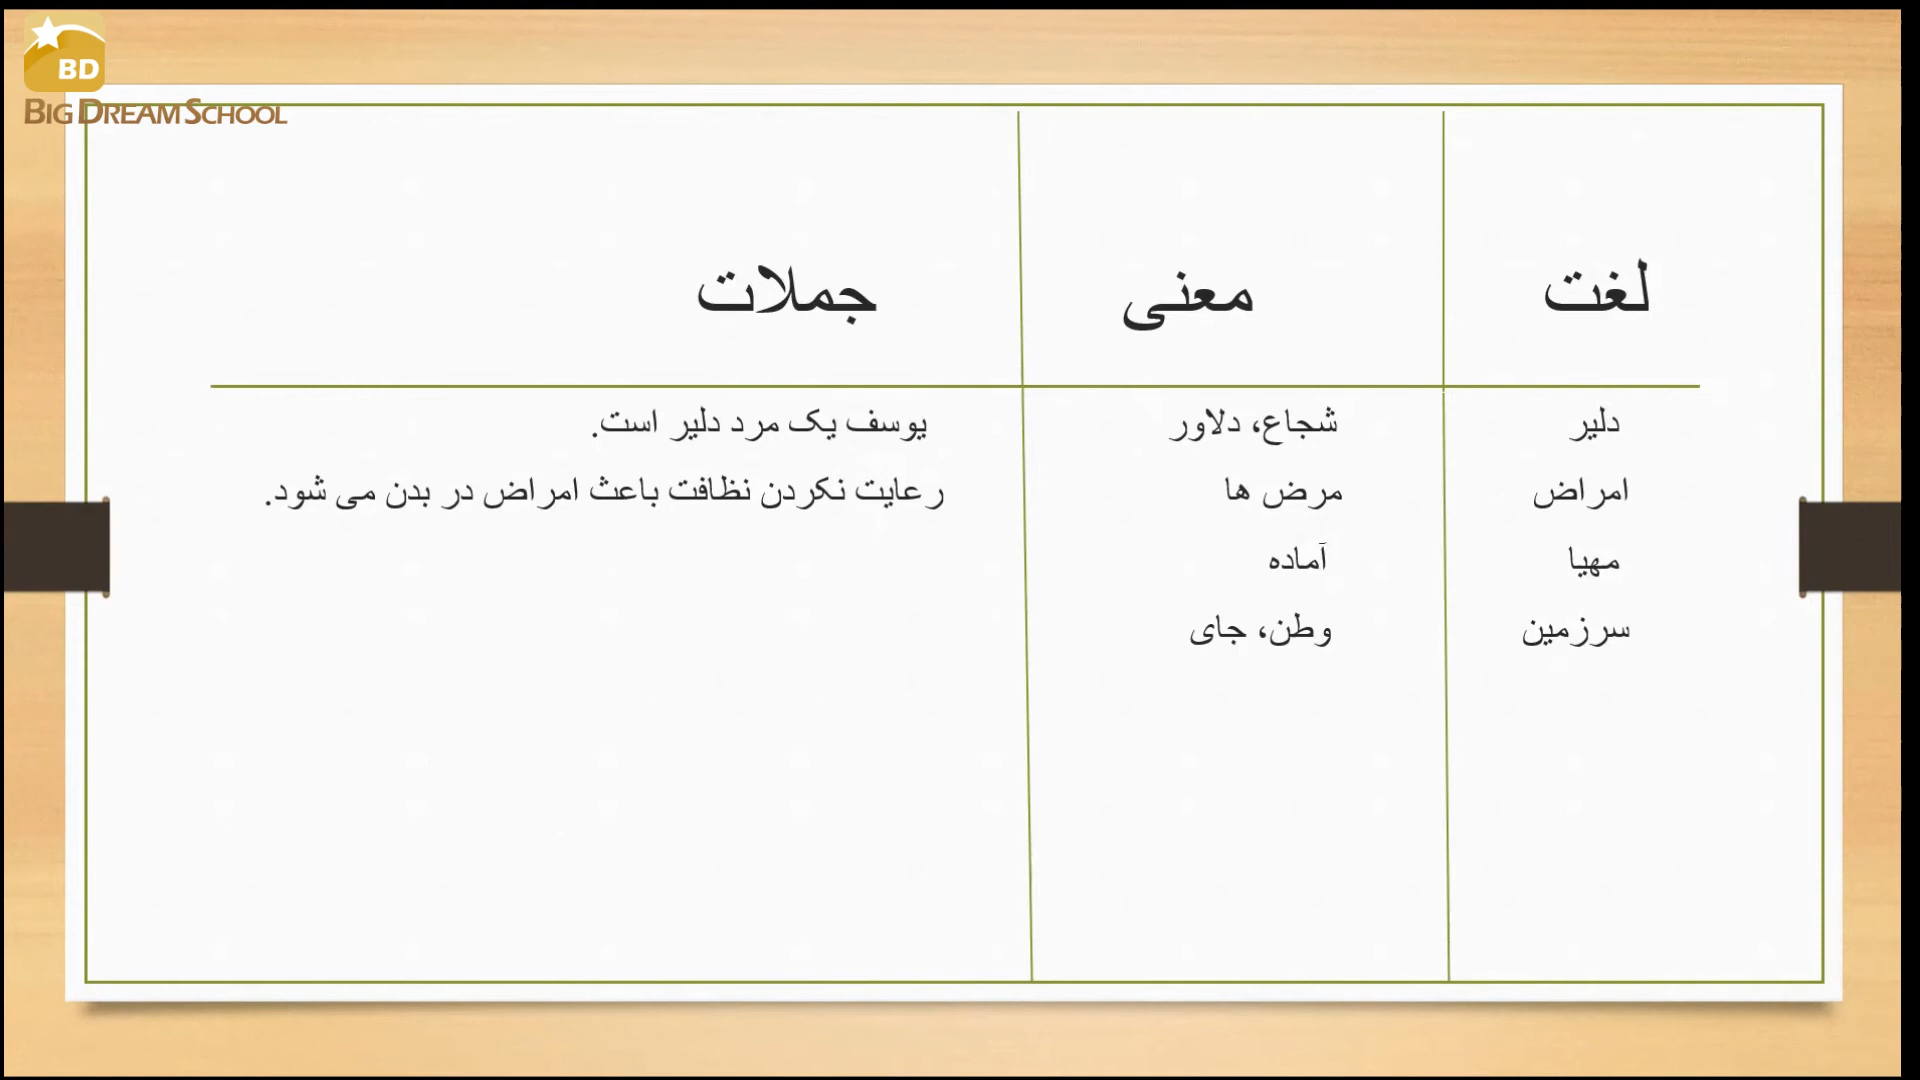 BD
BIG DREAM SCHOOL
لغت معنی جملات
دلیر شجاع، دلاور یوسف یک مرد دلیر است.
امراض مرض ها رعایت نکردن نظافت باعث امراض در بدن می شود.
مهیا آماده
سرزمین وطن، جای